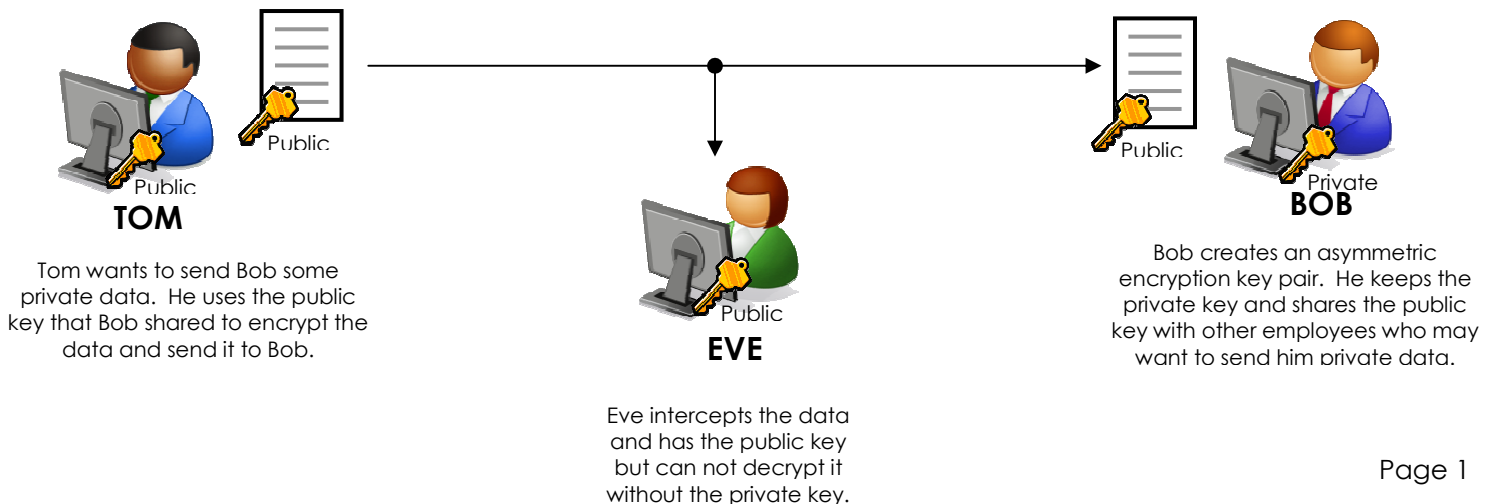 Public
Public
TOM
Tom wants to send Bob some
private data. He uses the public
key that Bob shared to encrypt the
data and send it to Bob.
Public
EVE
Eve intercepts the data
and has the public key
but can not decrypt it
without the private key.
Public
Private
BOB
Bob creates an asymmetric
encryption key pair. He keeps the
private key and shares the public
key with other employees who may
want to send him private data.
Page 1